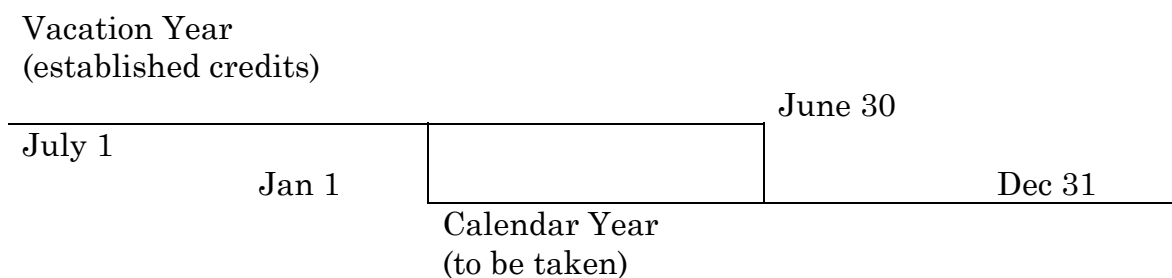 Vacation Year
(established credits)
June 30
July 1
Jan 1 Dec 31
Calendar Year
(to be taken)